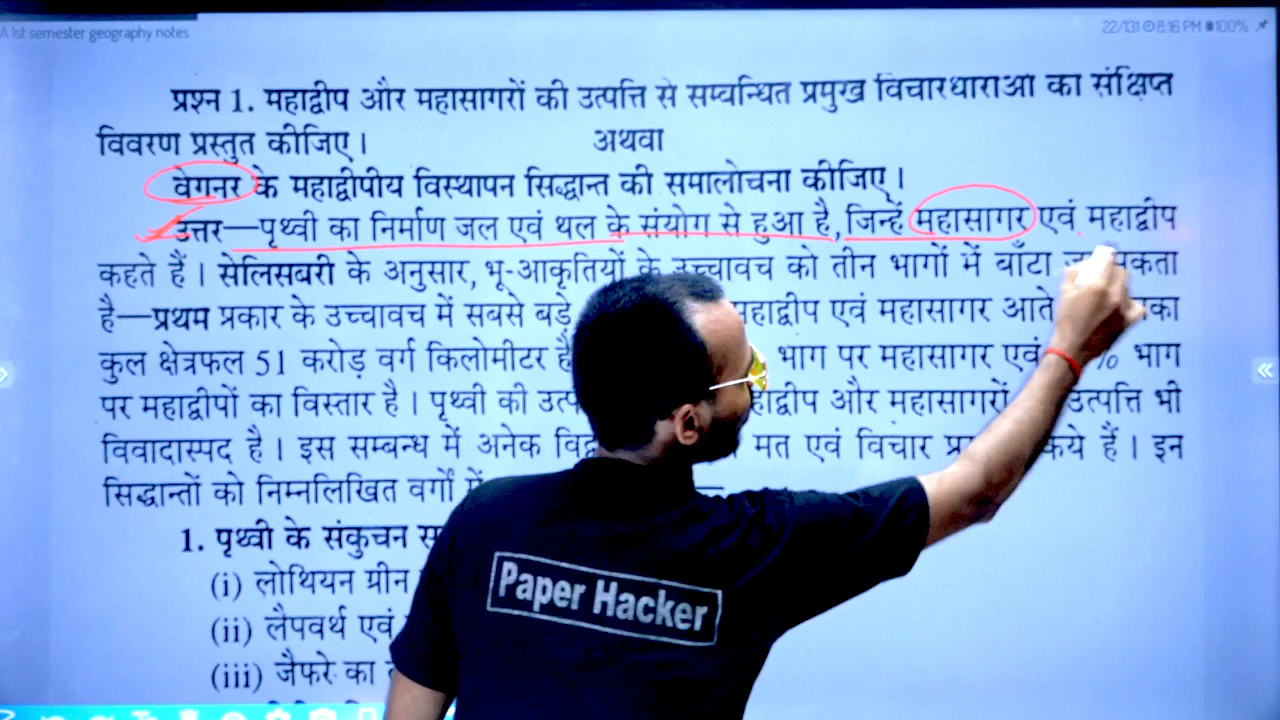 A 1st semester geography notes
22/131 8:16 PM 100%
प्रश्न 1. महाद्वीप और महासागरों की उत्पत्ति से सम्बन्धित प्रमुख विचारधाराओं का संक्षिप्त
विवरण प्रस्तुत कीजिए। अथवा
वेगनर के महाद्वीपीय विस्थापन सिद्धान्त की समालोचना कीजिए।
उत्तर—पृथ्वी का निर्माण जल एवं थल के संयोग से हुआ है, जिन्हें महासागर एवं महाद्वीप
कहते हैं। सेलिसबरी के अनुसार, भू-आकृतियों के उच्चावच को तीन भागों में बाँटा
है—प्रथम प्रकार के उच्चावच में सबसे बड़े महाद्वीप एवं महासागर आते
कुल क्षेत्रफल 51 करोड़ वर्ग किलोमीटर भाग पर महासागर एवं % भाग
पर महाद्वीपों का विस्तार है। पृथ्वी की और महासागरों उत्पत्ति भी
विवादास्पद है। इस सम्बन्ध में अनेक मत एवं विचार हैं। इन
सिद्धान्तों को निम्नलिखित वर्गों में
1. पृथ्वी के संकुचन
(i) लोथियन ग्रीन
(ii) लैपवर्थ एवं
(iii) जैफरे का
Paper Hacker